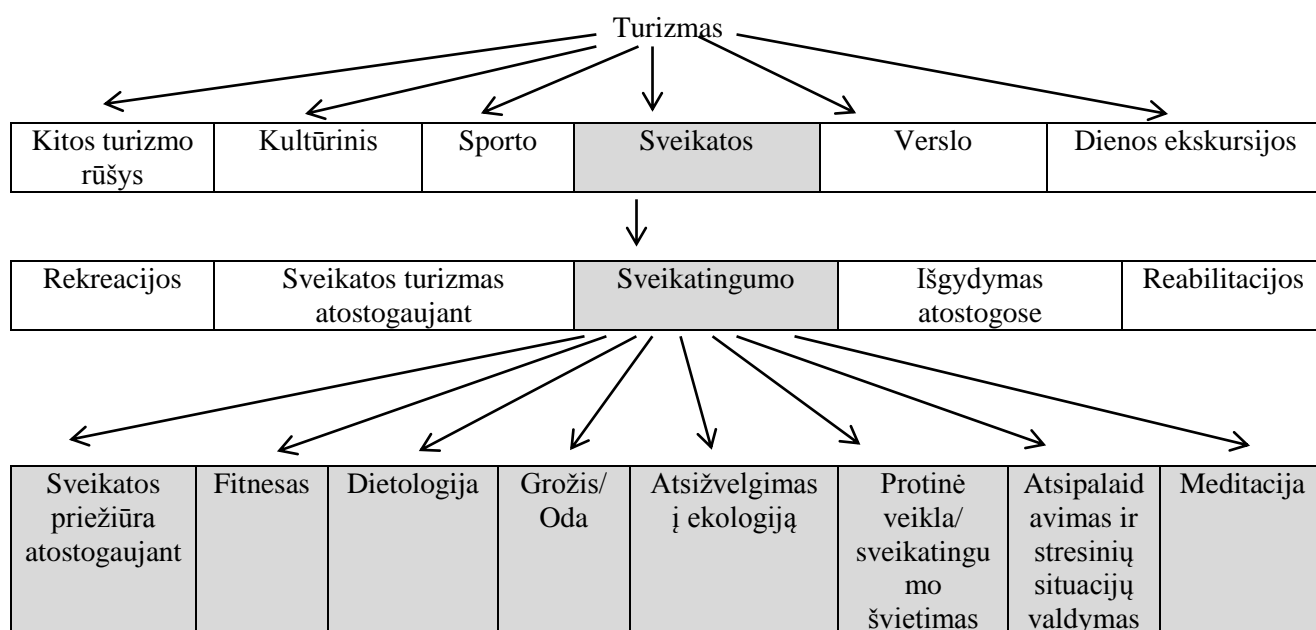 Turizmas
Kitos turizmo
rūšys
Kultūrinis
Sporto
Sveikatos
Verslo
Dienos ekskursijos
Rekreacijos
Sveikatos turizmas
atostogaujant
Sveikatingumo
Išgydymas
atostogose
Reabilitacijos
Sveikatos
priežiūra
atostogaujant
Fitnesas
Dietologija
Grožis/
Oda
Atsižvelgimas
į ekologiją
Protinė
veikla/
sveikatingu
mo
švietimas
Atsipalaid
avimas ir
stresinių
situacijų
valdymas
Meditacija